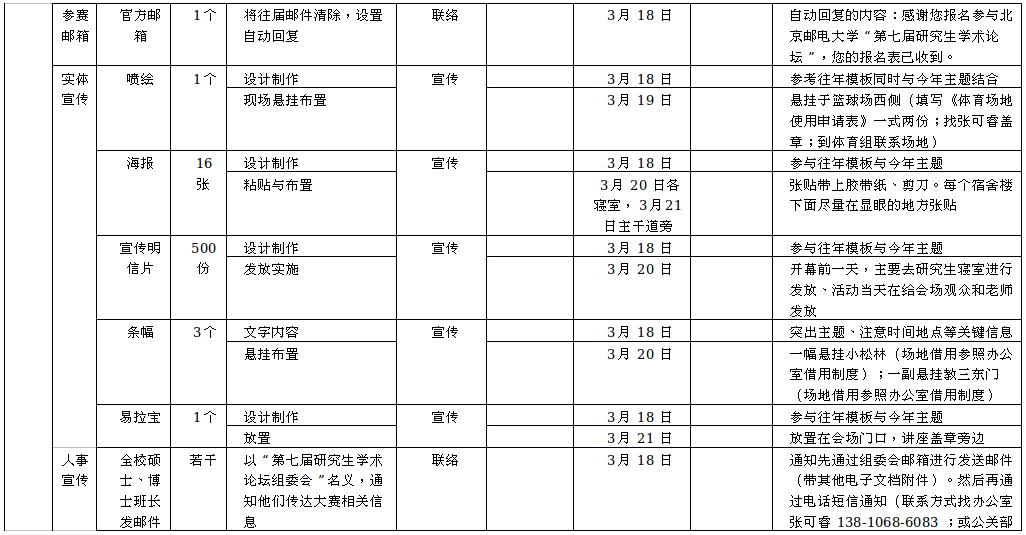 参赛 官方邮 1个 将往届邮件清除，设置 联络 3月 18 日 自动回复的内容：感谢您报名参与北
邮箱 箱 自动回复 京邮电大学“第七届研究生学术论
坛”，您的报名表已收到。
实体 喷绘 1个 设计制作 宣传 3月 18 日 参考往年模板同时与今年主题结合
宣传 现场悬挂布置 3月 19 日 悬挂于篮球场西侧（填写《体育场地
使用申请表》一式两份；找张可睿盖
章；到体育组联系场地）
海报 16 设计制作 宣传 3月 18 日 参与往年模板与今年主题
张 粘贴与布置 3月 20 日各 张贴带上胶带纸、剪刀。每个宿舍楼
寝室， 3月21 下面尽量在显眼的地方张贴
日主干道旁
宣传明 500 设计制作 宣传 3月 18 日 参与往年模板与今年主题
信片 份 发放实施 3月 20 日 开幕前一天，主要去研究生寝室进行
发放、活动当天在给会场观众和老师
发放
条幅 3个 文字内容 宣传 3月 18 日 突出主题、注意时间地点等关键信息
悬挂布置 3月 20 日 一幅悬挂小松林（场地借用参照办公
室借用制度）；一副悬挂教三东门
（场地借用参照办公室借用制度）
易拉宝 1个 设计制作 宣传 3月 18 日 参与往年模板与今年主题
放置 3月 21 日 放置在会场门口，讲座盖章旁边
人事 全校硕 若干 以“第七届研究生学术 联络 3月 18 日 通知先通过组委会邮箱进行发送邮件
宣传 士、博 论坛组委会”名义，通 （带其他电子文档附件）。然后再通
士班长 知他们传达大赛相关信 过电话短信通知（联系方式找办公室
发邮件 息 张可睿 138-1068-6083 ；或公关部